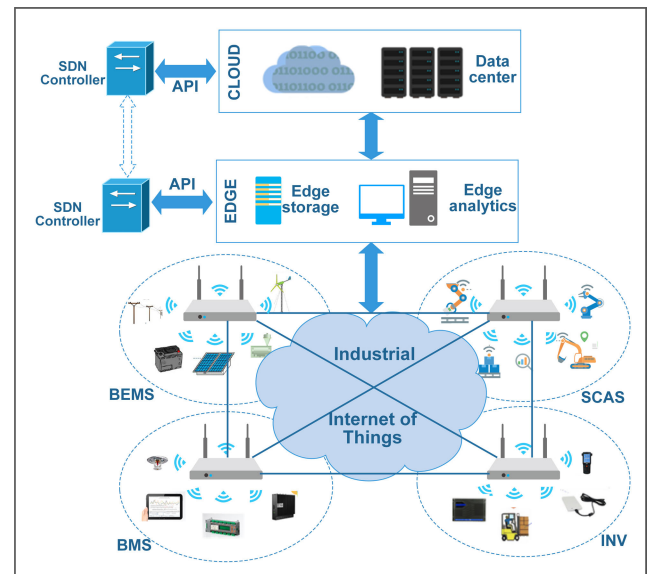 SDN
Controller
API
CLOUD
Data
center
SDN
Controller
API
EDGE
Edge
storage
Edge
analytics
Industrial
Internet of
Things
BEMS
SCAS
BMS
INV